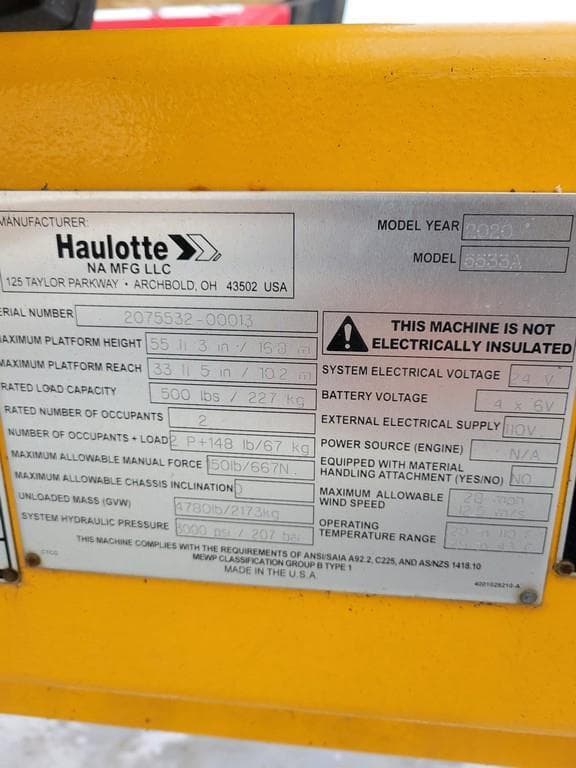 MANUFACTURER:
Haulotte
NA MFG LLC
125 TAYLOR PARKWAY • ARCHBOLD, OH 43502 USA
MODEL YEAR 2020
MODEL 5533A
ERIAL NUMBER 2075532-00013
AXIMUM PLATFORM HEIGHT 55 ft 3 in / 16.8 m
AXIMUM PLATFORM REACH 33 ft 5 in / 10.2 m
RATED LOAD CAPACITY 500 lbs / 227 kg
RATED NUMBER OF OCCUPANTS 2
NUMBER OF OCCUPANTS + LOAD 2 P+148 lb/67 kg
MAXIMUM ALLOWABLE MANUAL FORCE 150lb/667N
MAXIMUM ALLOWABLE CHASSIS INCLINATION 0
UNLOADED MASS (GVW) 4780lb/2173kg
SYSTEM HYDRAULIC PRESSURE 3000 psi / 207 bar
THIS MACHINE IS NOT
ELECTRICALLY INSULATED
SYSTEM ELECTRICAL VOLTAGE 24 V
BATTERY VOLTAGE 4 x 6V
EXTERNAL ELECTRICAL SUPPLY 110V
POWER SOURCE (ENGINE) N/A
EQUIPPED WITH MATERIAL
HANDLING ATTACHMENT (YES/NO) NO
MAXIMUM ALLOWABLE 28 mph
WIND SPEED 12.5 m/s
OPERATING
TEMPERATURE RANGE
THIS MACHINE COMPLIES WITH THE REQUIREMENTS OF ANSI/SAIA A92.2, C225, AND AS/NZS 1418.10
MEWP CLASSIFICATION GROUP B TYPE 1
MADE IN THE U.S.A.
4001028210-A